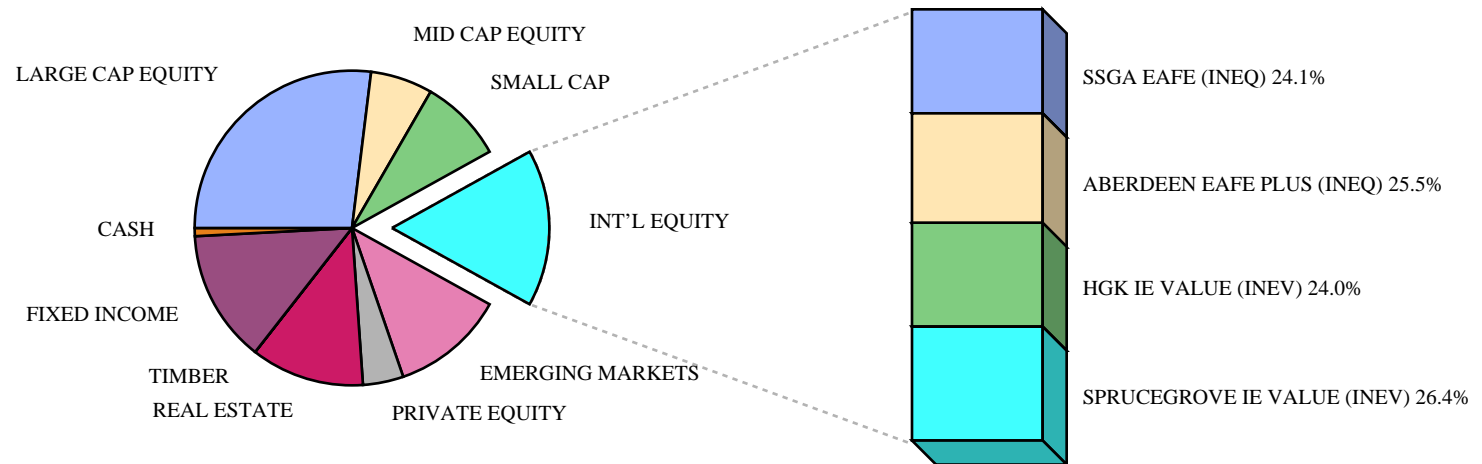 MID CAP EQUITY
LARGE CAP EQUITY
SMALL CAP
INT'L EQUITY
CASH
FIXED INCOME
TIMBER
REAL ESTATE
PRIVATE EQUITY
EMERGING MARKETS
SSGA EAFE (INEQ) 24.1%
ABERDEEN EAFE PLUS (INEQ) 25.5%
HGK IE VALUE (INEV) 24.0%
SPRUCEGROVE IE VALUE (INEV) 26.4%